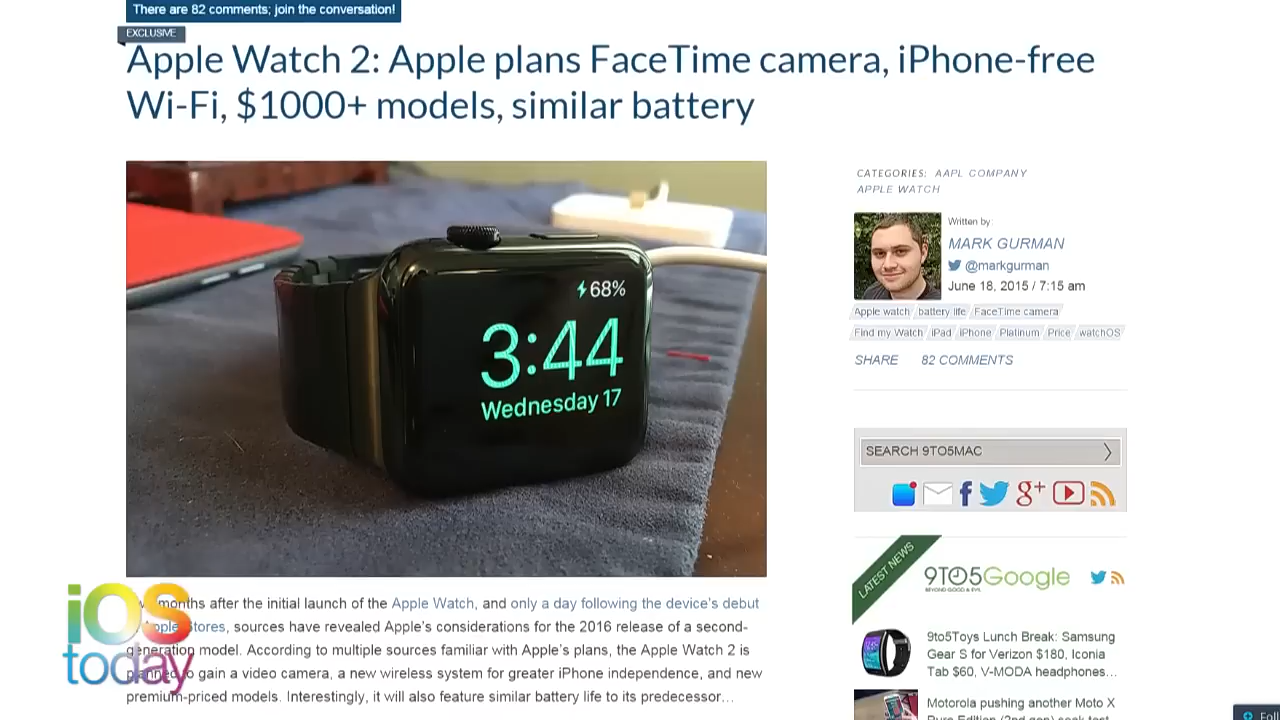 There are 82 comments; join the conversation!
EXCLUSIVE
Apple Watch 2: Apple plans FaceTime camera, iPhone-free
Wi-Fi, $1000+ models, similar battery
68%
3:44
Wednesday 17
months after the initial launch of the Apple Watch, and only a day following the device's debut
Stores, sources have revealed Apple's considerations for the 2016 release of a second-
generation model. According to multiple sources familiar with Apple's plans, the Apple Watch 2 is
to gain a video camera, a new wireless system for greater iPhone independence, and new
premium-priced models. Interestingly, it will also feature similar battery life to its predecessor...
iOS
today
CATEGORIES: AAPL COMPANY
APPLE WATCH
Written by:
MARK GURMAN
@markgurman
June 18, 2015 / 7:15 am
Apple watch battery life FaceTime camera
Find my Watch iPad iPhone Platinum Price watchOS
SHARE 82 COMMENTS
SEARCH 9TO5MAC
LATEST NEWS
9TO5Google
BEYOND GOOD & EVIL
9to5Toys Lunch Break: Samsung
Gear S for Verizon $180, Iconia
Tab $60, V-MODA headphones...
Motorola pushing another Moto X